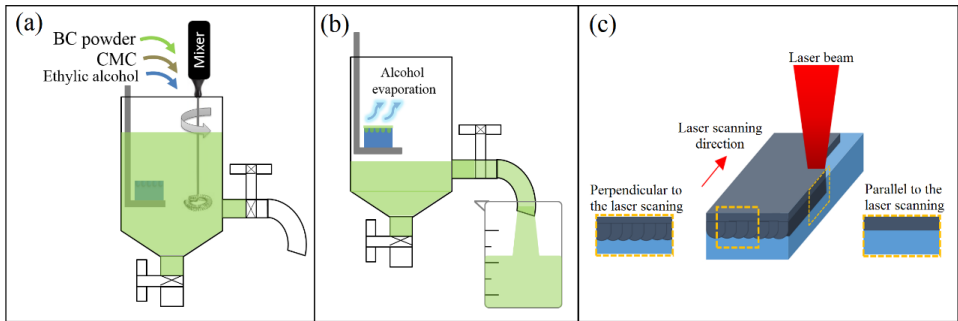 (a)
BC powder
CMC
Ethylic alcohol
Mixer
(b)
Alcohol
evaporation
(c)
Laser beam
Laser scanning
direction
Perpendicular to
the laser scaning
Parallel to the
laser scanning